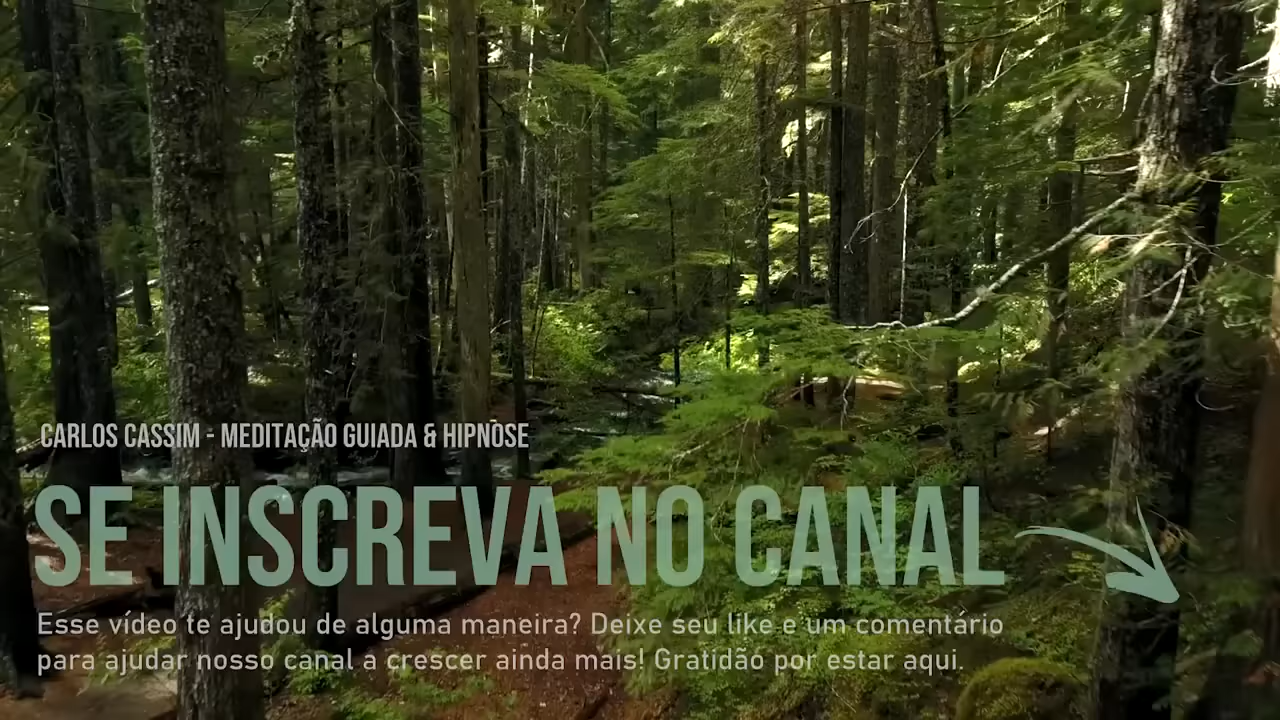 CARLOS CASSIM - MEDITAÇÃO GUIADA & HIPNOSE
SE INSCREVA NO CANAL
Esse vídeo te ajudou de alguma maneira? Deixe seu like e um comentário
para ajudar nosso canal a crescer ainda mais! Gratidão por estar aqui.